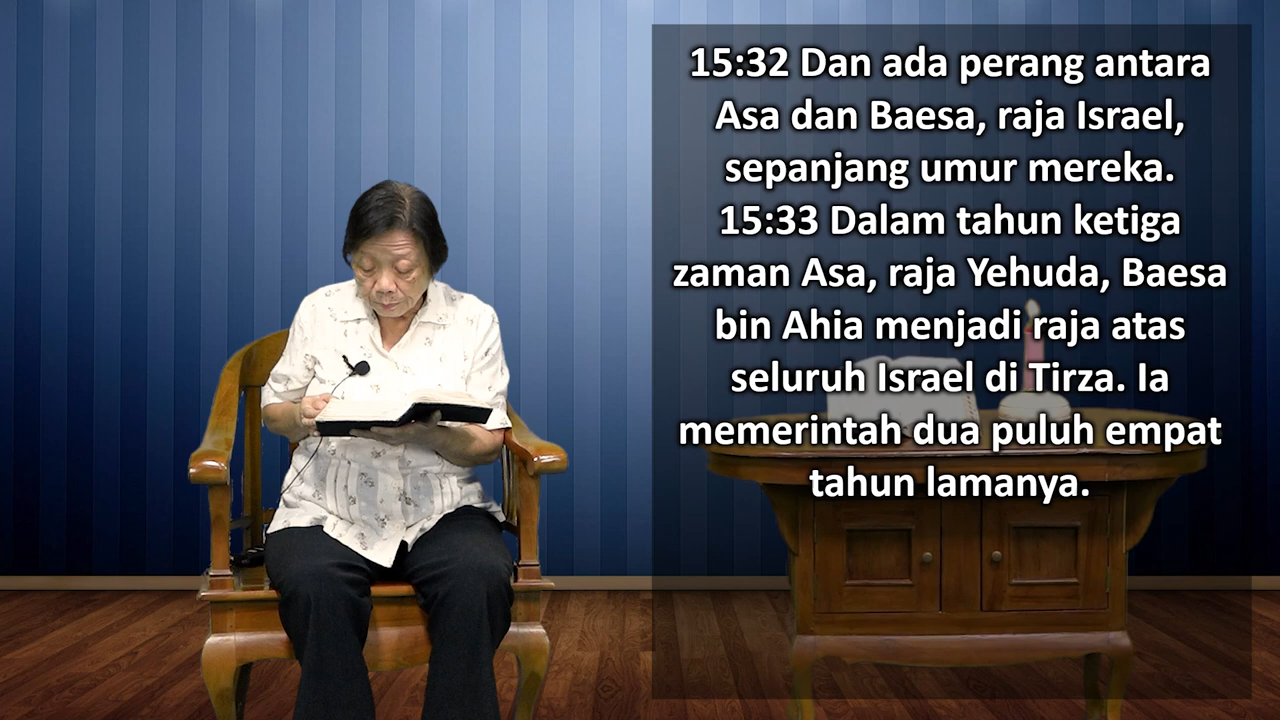 15:32 Dan ada perang antara
Asa dan Baesa, raja Israel,
sepanjang umur mereka.
15:33 Dalam tahun ketiga
zaman Asa, raja Yehuda, Baesa
bin Ahia menjadi raja atas
seluruh Israel di Tirza. Ia
memerintah dua puluh empat
tahun lamanya.